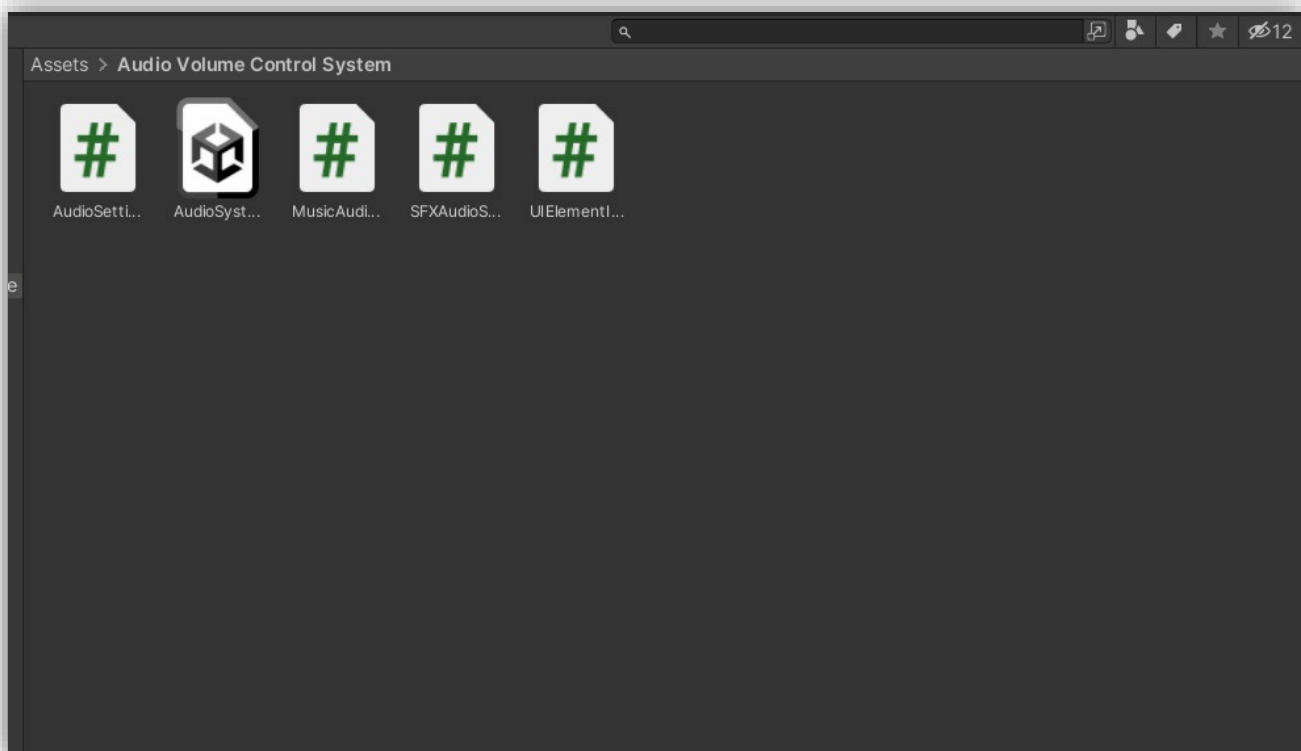 12
Assets > Audio Volume Control System
AudioSetti... AudioSyst... MusicAudi... SFXAudioS... UIElementI...
e